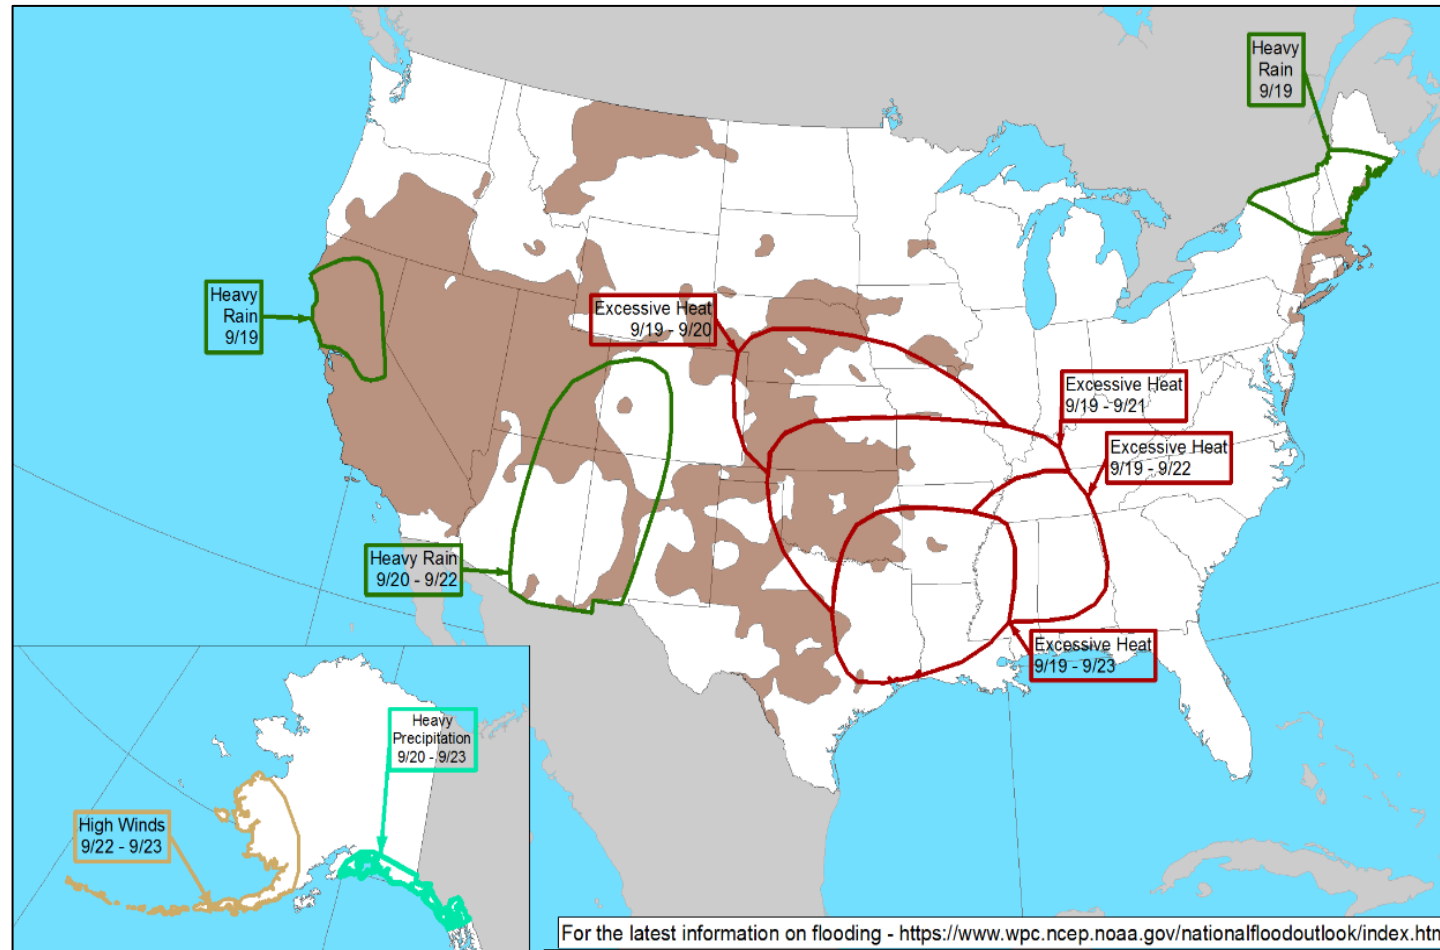 Heavy
Rain
9/19
Heavy
Rain
9/19
Excessive Heat
9/19 - 9/20
Excessive Heat
9/19 - 9/21
Excessive Heat
9/19 - 9/22
Heavy Rain
9/20 - 9/22
Excessive Heat
9/19 - 9/23
Heavy
Precipitation
9/20 - 9/23
High Winds
9/22 - 9/23
For the latest information on flooding - https://www.wpc.ncep.noaa.gov/nationalfloodoutlook/index.htm